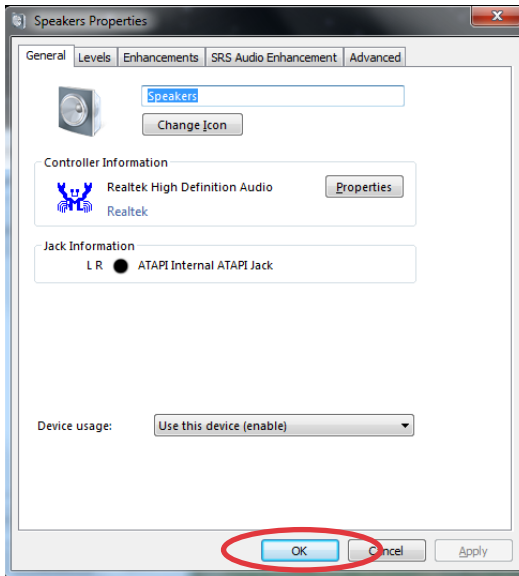 Speakers Properties
General Levels Enhancements SRS Audio Enhancement Advanced
Speakers
Change Icon
Controller Information
Realtek High Definition Audio Properties
Realtek
Jack Information
L R ATAPI Internal ATAPI Jack
Device usage: Use this device (enable)
OK Cancel Apply